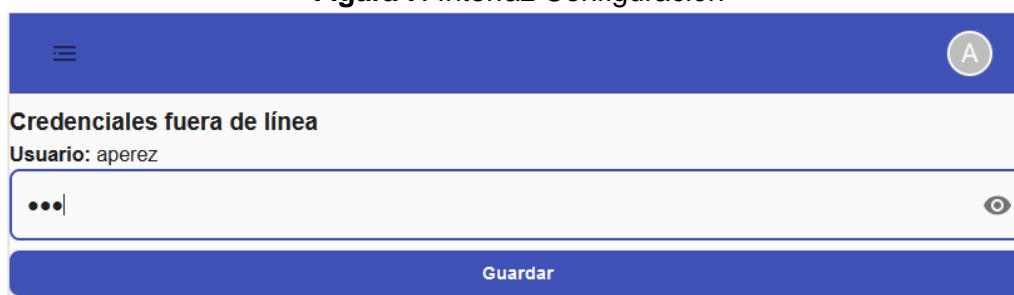 A
Credenciales fuera de línea
Usuario: aperez
•••
Guardar